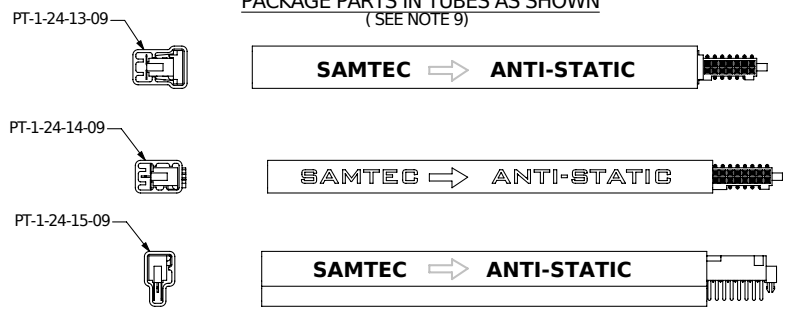 PACKAGE PARTS IN TUBES AS SHOWN
( SEE NOTE 9)
PT-1-24-13-09
SAMTEC ANTI-STATIC
PT-1-24-14-09
SAMTEC ANTI-STATIC
PT-1-24-15-09
SAMTEC ANTI-STATIC